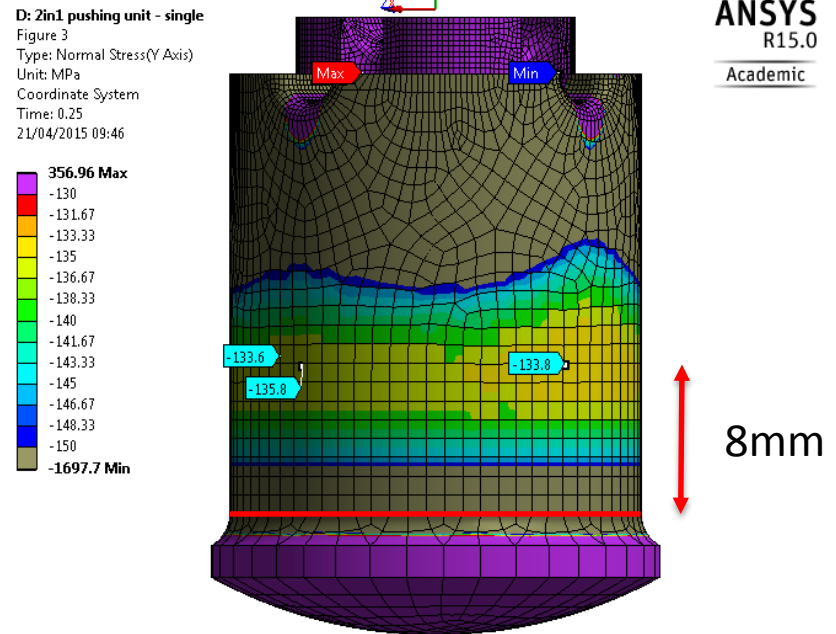 D: 2in1 pushing unit - single
Figure 3
Type: Normal Stress(Y Axis)
Unit: MPa
Coordinate System
Time: 0.25
21/04/2015 09:46
ANSYS
R15.0
Academic
Max
Min
356.96 Max
-130
-131.67
-133.33
-135
-136.67
-138.33
-140
-141.67
-143.33
-145
-146.67
-148.33
-150
-1697.7 Min
-133.6
-135.8
-133.8
8mm